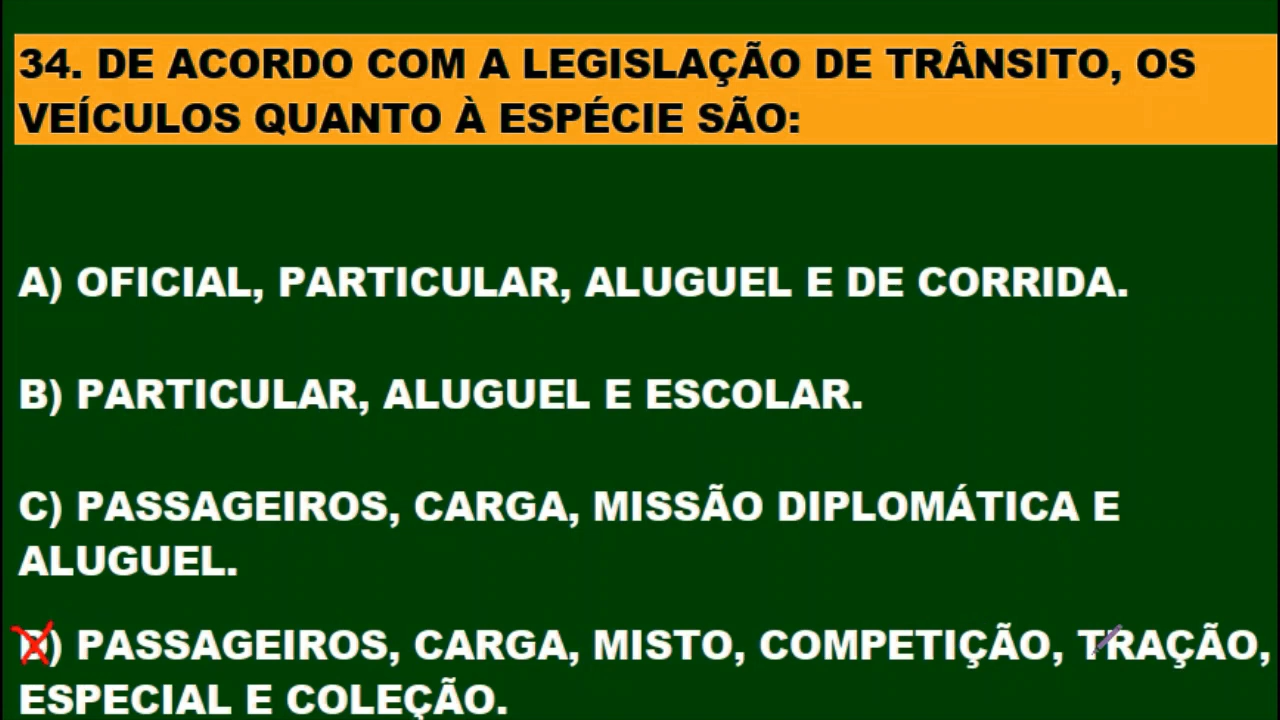 34. DE ACORDO COM A LEGISLAÇÃO DE TRÂNSITO, OS
VEÍCULOS QUANTO À ESPÉCIE SÃO:
A) OFICIAL, PARTICULAR, ALUGUEL E DE CORRIDA.
B) PARTICULAR, ALUGUEL E ESCOLAR.
C) PASSAGEIROS, CARGA, MISSÃO DIPLOMÁTICA E
ALUGUEL.
D) PASSAGEIROS, CARGA, MISTO, COMPETIÇÃO, TRAÇÃO,
ESPECIAL E COLEÇÃO.